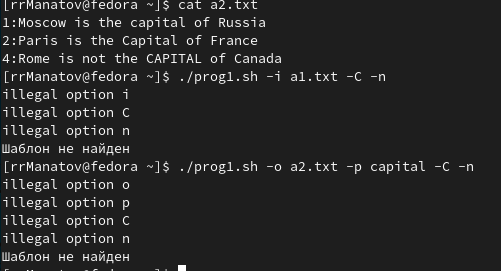 [rrManatov@fedora ~]$ cat a2.txt
1:Moscow is the capital of Russia
2:Paris is the Capital of France
4:Rome is not the CAPITAL of Canada
[rrManatov@fedora ~]$ ./prog1.sh -i a1.txt -C -n
illegal option i
illegal option C
illegal option n
Шаблон не найден
[rrManatov@fedora ~]$ ./prog1.sh -o a2.txt -p capital -C -n
illegal option o
illegal option p
illegal option C
illegal option n
Шаблон не найден